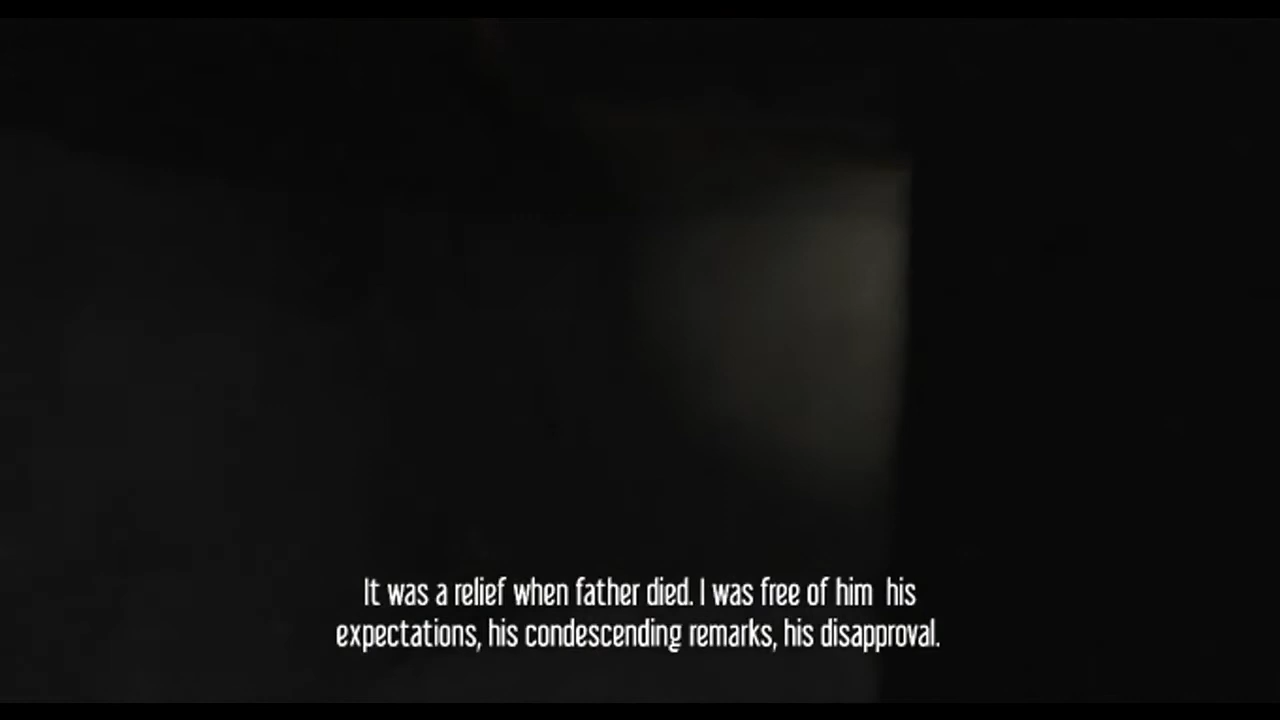 It was a relief when father died. I was free of him  his
expectations, his condescending remarks, his disapproval.